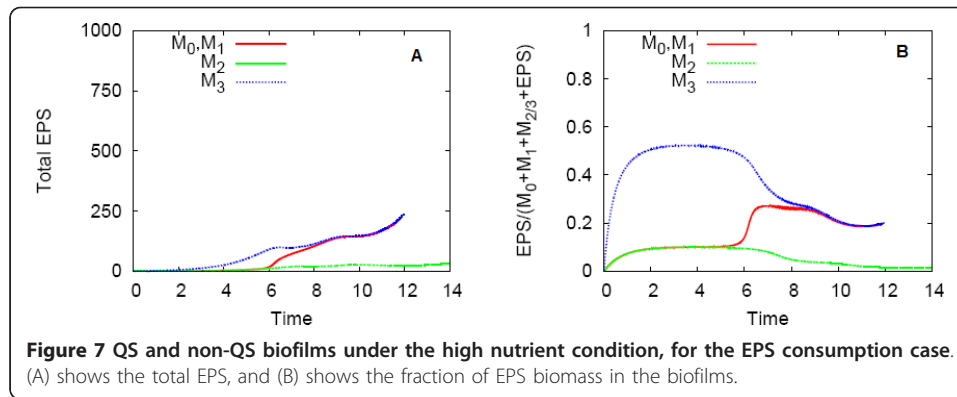 1000
750
500
250
0
Total EPS
M0,M1
M2
M3
A
0 2 4 6 8 10 12 14
Time
1
0.8
0.6
0.4
0.2
0
EPS/(M0+M1+M2/3+EPS)
M0,M1
M2
M3
B
0 2 4 6 8 10 12 14
Time
Figure 7 QS and non-QS biofilms under the high nutrient condition, for the EPS consumption case.
(A) shows the total EPS, and (B) shows the fraction of EPS biomass in the biofilms.